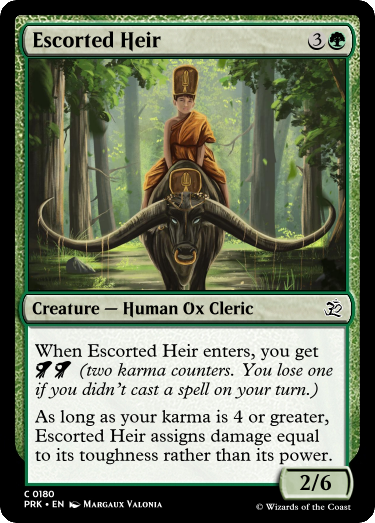 Escorted Heir 3
Creature — Human Ox Cleric
When Escorted Heir enters, you get
(two karma counters. You lose one
if you didn't cast a spell on your turn.)
As long as your karma is 4 or greater,
Escorted Heir assigns damage equal
to its toughness rather than its power.
2/6
C 0180
PRK • EN Margaux Valonia
© Wizards of the Coast